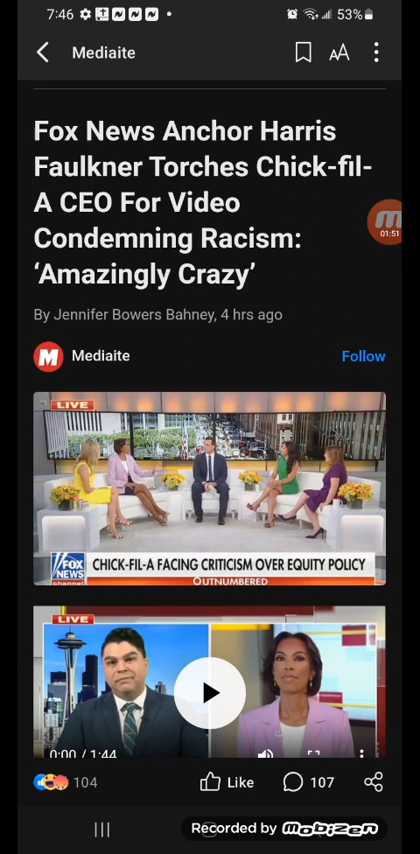 7:46 53%
Mediaite AA
Fox News Anchor Harris
Faulkner Torches Chick-fil-
A CEO For Video
Condemning Racism:
‘Amazingly Crazy’
01:51
By Jennifer Bowers Bahney, 4 hrs ago
M Mediaite Follow
LIVE
FOX
NEWS
channel
CHICK-FIL-A FACING CRITICISM OVER EQUITY POLICY
OUTNUMBERED
LIVE
0:00 / 1:44
104 Like 107
Recorded by mobizen